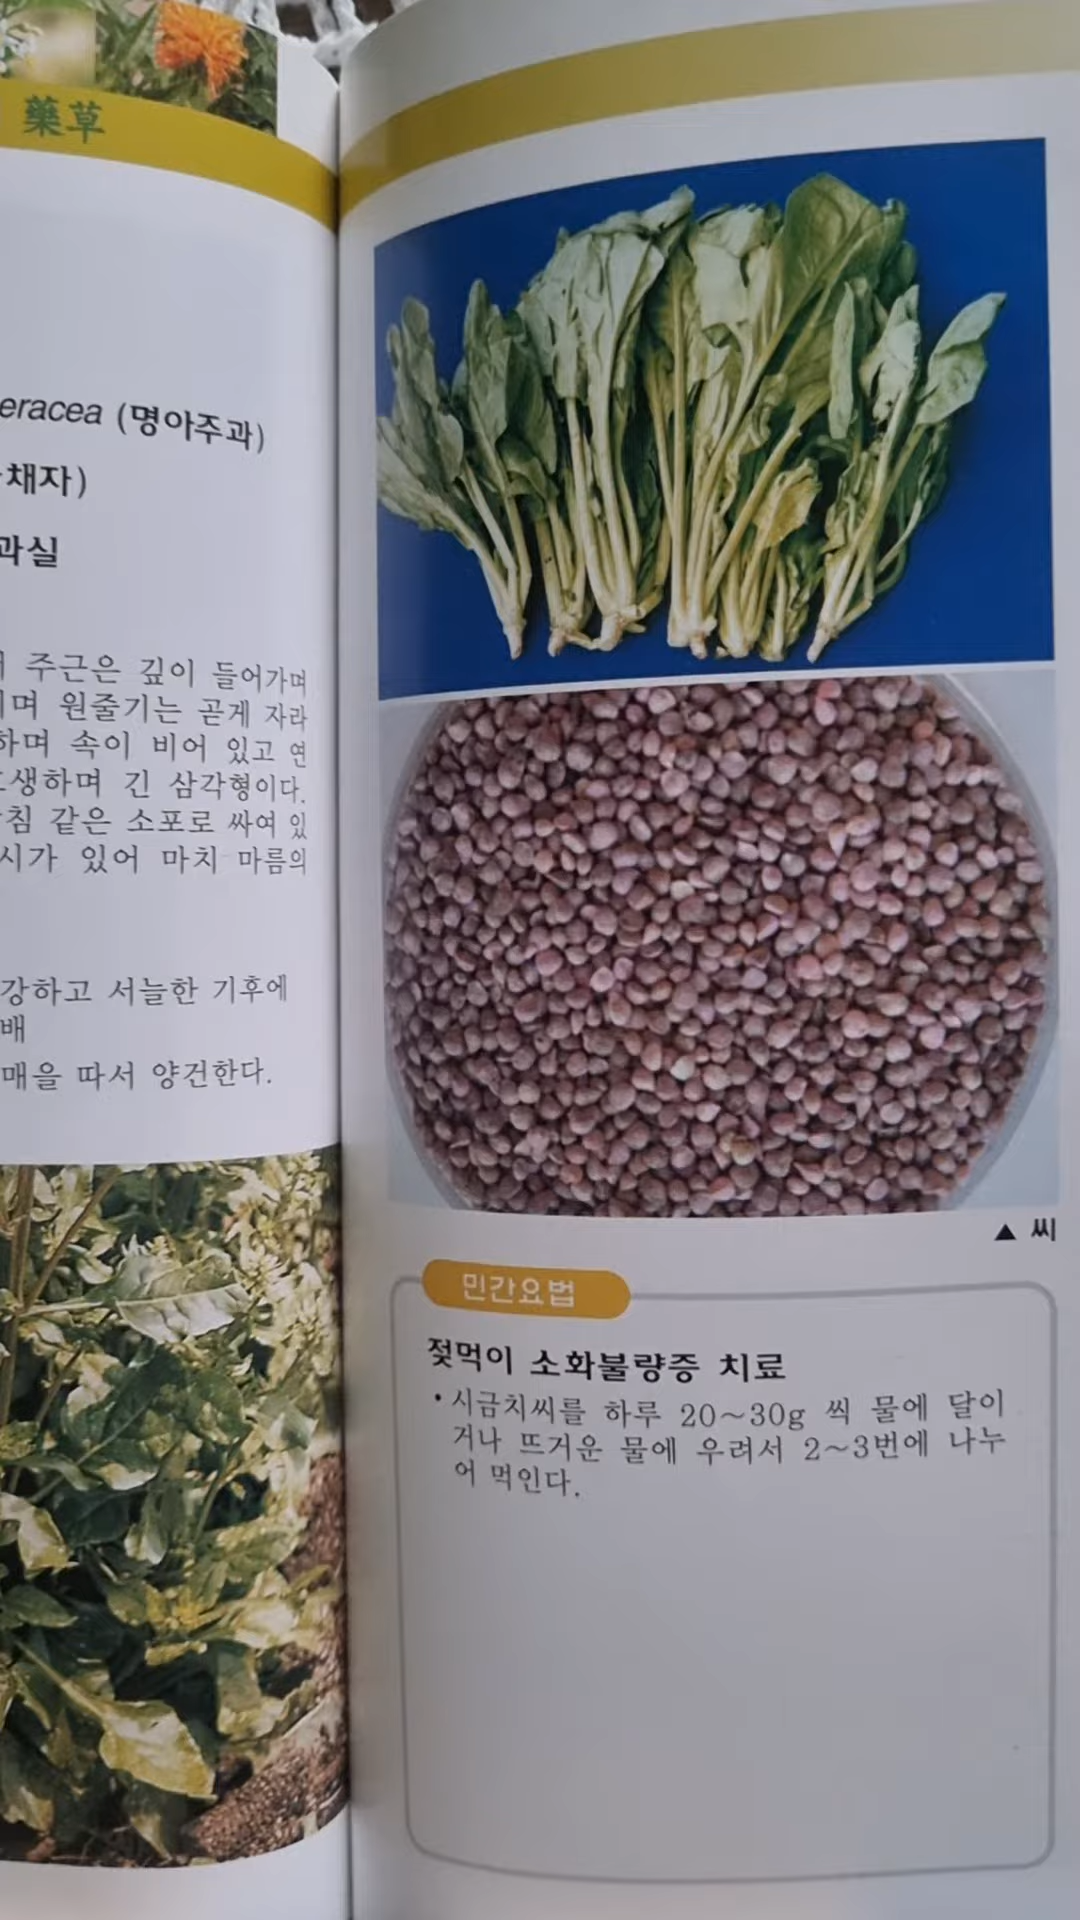 藥草
eracea (명아주과)
채자)
과실
주근은 깊이 들어가며
이며 원줄기는 곧게 자라
하며 속이 비어 있고 연
생하며 긴 삼각형이다.
침 같은 소포로 싸여 있
시가 있어 마치 마름의
강하고 서늘한 기후에
배
매을 따서 양건한다.
▲ 씨
민간요법
젖먹이 소화불량증 치료
• 시금치씨를 하루 20~30g 씩 물에 달이
거나 뜨거운 물에 우려서 2~3번에 나누
어 먹인다.